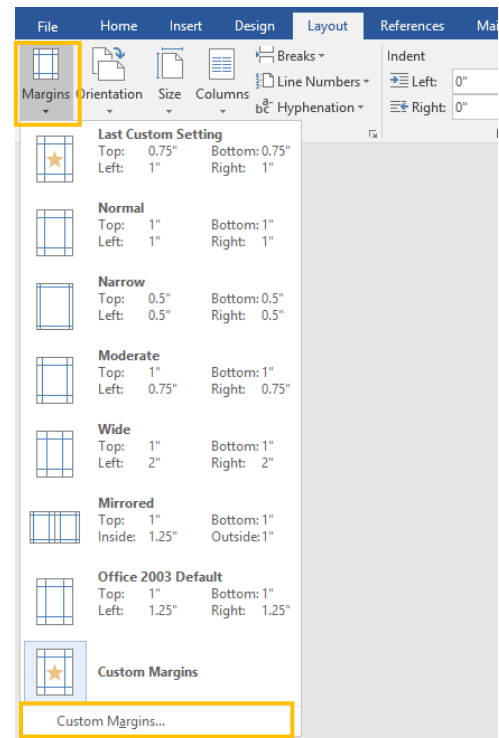 File Home Insert Design Layout References Mai
Breaks Indent
Line Numbers Left: 0"
Margins Orientation Size Columns Hyphenation Right: 0"
Last Custom Setting
Top: 0.75" Bottom: 0.75"
Left: 1" Right: 1"
Normal
Top: 1" Bottom: 1"
Left: 1" Right: 1"
Narrow
Top: 0.5" Bottom: 0.5"
Left: 0.5" Right: 0.5"
Moderate
Top: 1" Bottom: 1"
Left: 0.75" Right: 0.75"
Wide
Top: 1" Bottom: 1"
Left: 2" Right: 2"
Mirrored
Top: 1" Bottom: 1"
Inside: 1.25" Outside: 1"
Office 2003 Default
Top: 1" Bottom: 1"
Left: 1.25" Right: 1.25"
Custom Margins
Custom Margins...